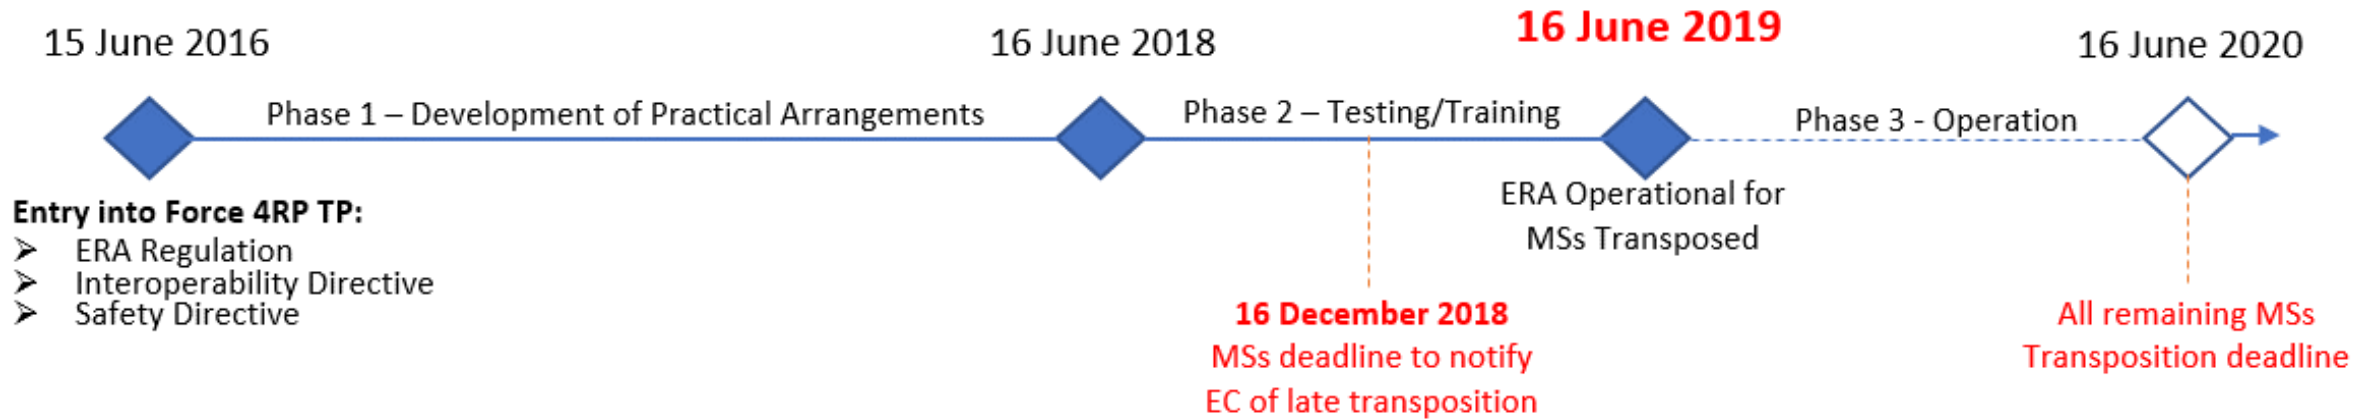 15 June 2016
16 June 2018
16 June 2019
16 June 2020
Phase 1 – Development of Practical Arrangements
Phase 2 – Testing/Training
Phase 3 - Operation
Entry into Force 4RP TP:
➢ ERA Regulation
➢ Interoperability Directive
➢ Safety Directive
ERA Operational for
MSs Transposed
16 December 2018
MSs deadline to notify
EC of late transposition
All remaining MSs
Transposition deadline